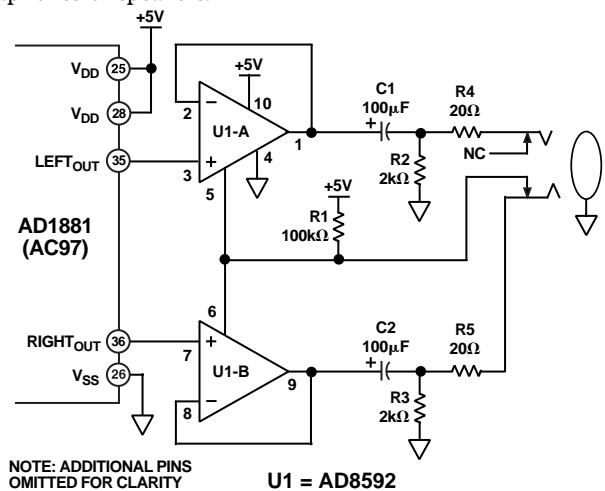 +5V
+5V
VDD 25
VDD 28
LEFTOUT 35
AD1881
(AC97)
RIGHTOUT 36
VSS 26
2
3
10
U1-A
4
1
5
C1
100μF
+
R4
20Ω
NC
R2
2kΩ
+5V
R1
100kΩ
6
7
U1-B
9
8
C2
100μF
+
R5
20Ω
R3
2kΩ
NOTE: ADDITIONAL PINS
OMITTED FOR CLARITY
U1 = AD8592